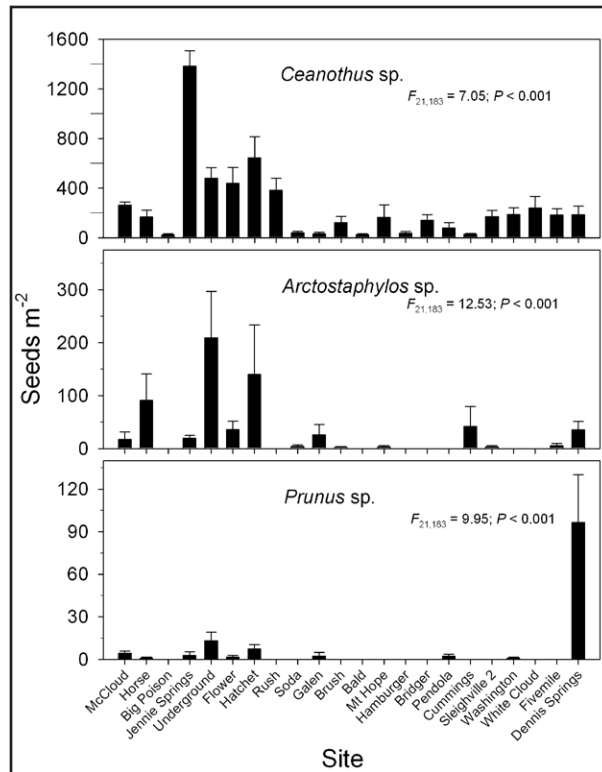 1600
Ceanothus sp.
F21,183 = 7.05; P < 0.001
1200
800
400
0
300
Arctostaphylos sp.
F21,183 = 12.53; P < 0.001
200
100
0
Seeds m-2
120
Prunus sp.
F21,183 = 9.95; P < 0.001
90
60
30
0
McCloud
Horse
Big Poison
Jennie Springs
Underground
Flower
Hatchet
Rush
Soda
Galen
Brush
Bald
Mt Hope
Hamburger
Bridger
Pendola
Cummings
Sleighville 2
Washington
White Cloud
Fivemile
Dennis Springs
Site